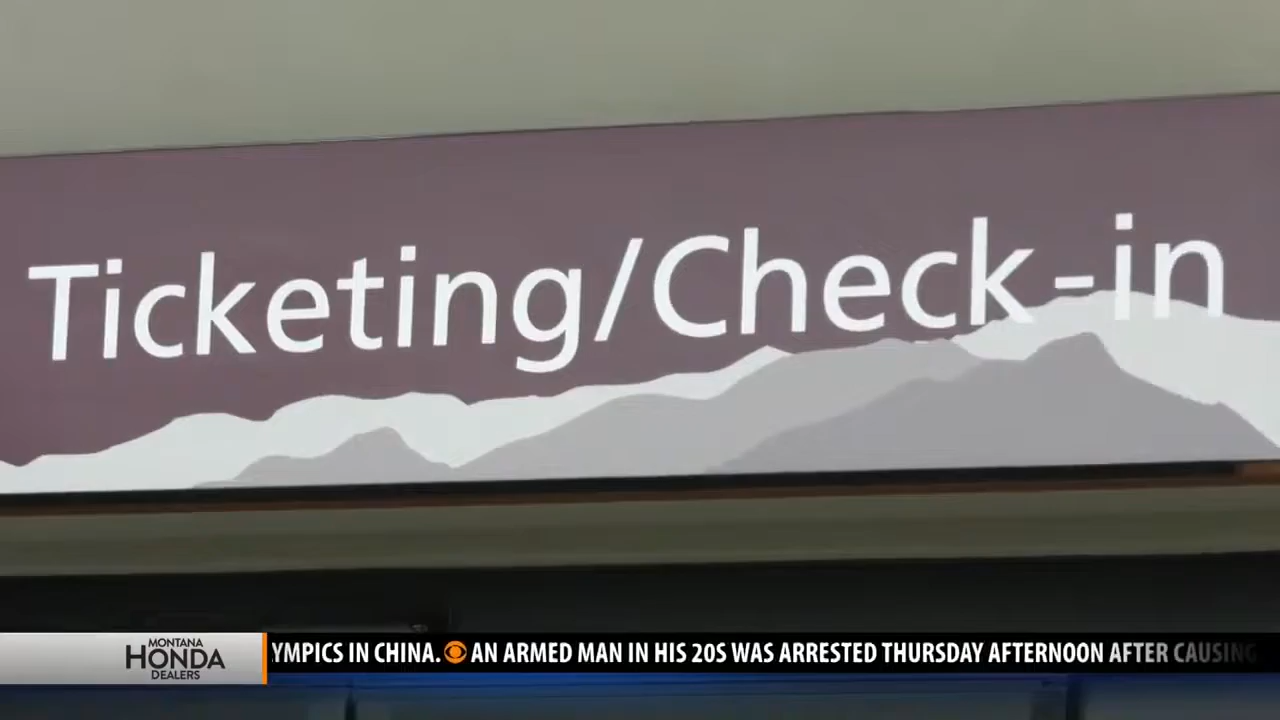 Ticketing/Check-in
MONTANA
HONDA
DEALERS
YMPICS IN CHINA. AN ARMED MAN IN HIS 20S WAS ARRESTED THURSDAY AFTERNOON AFTER CAUSING